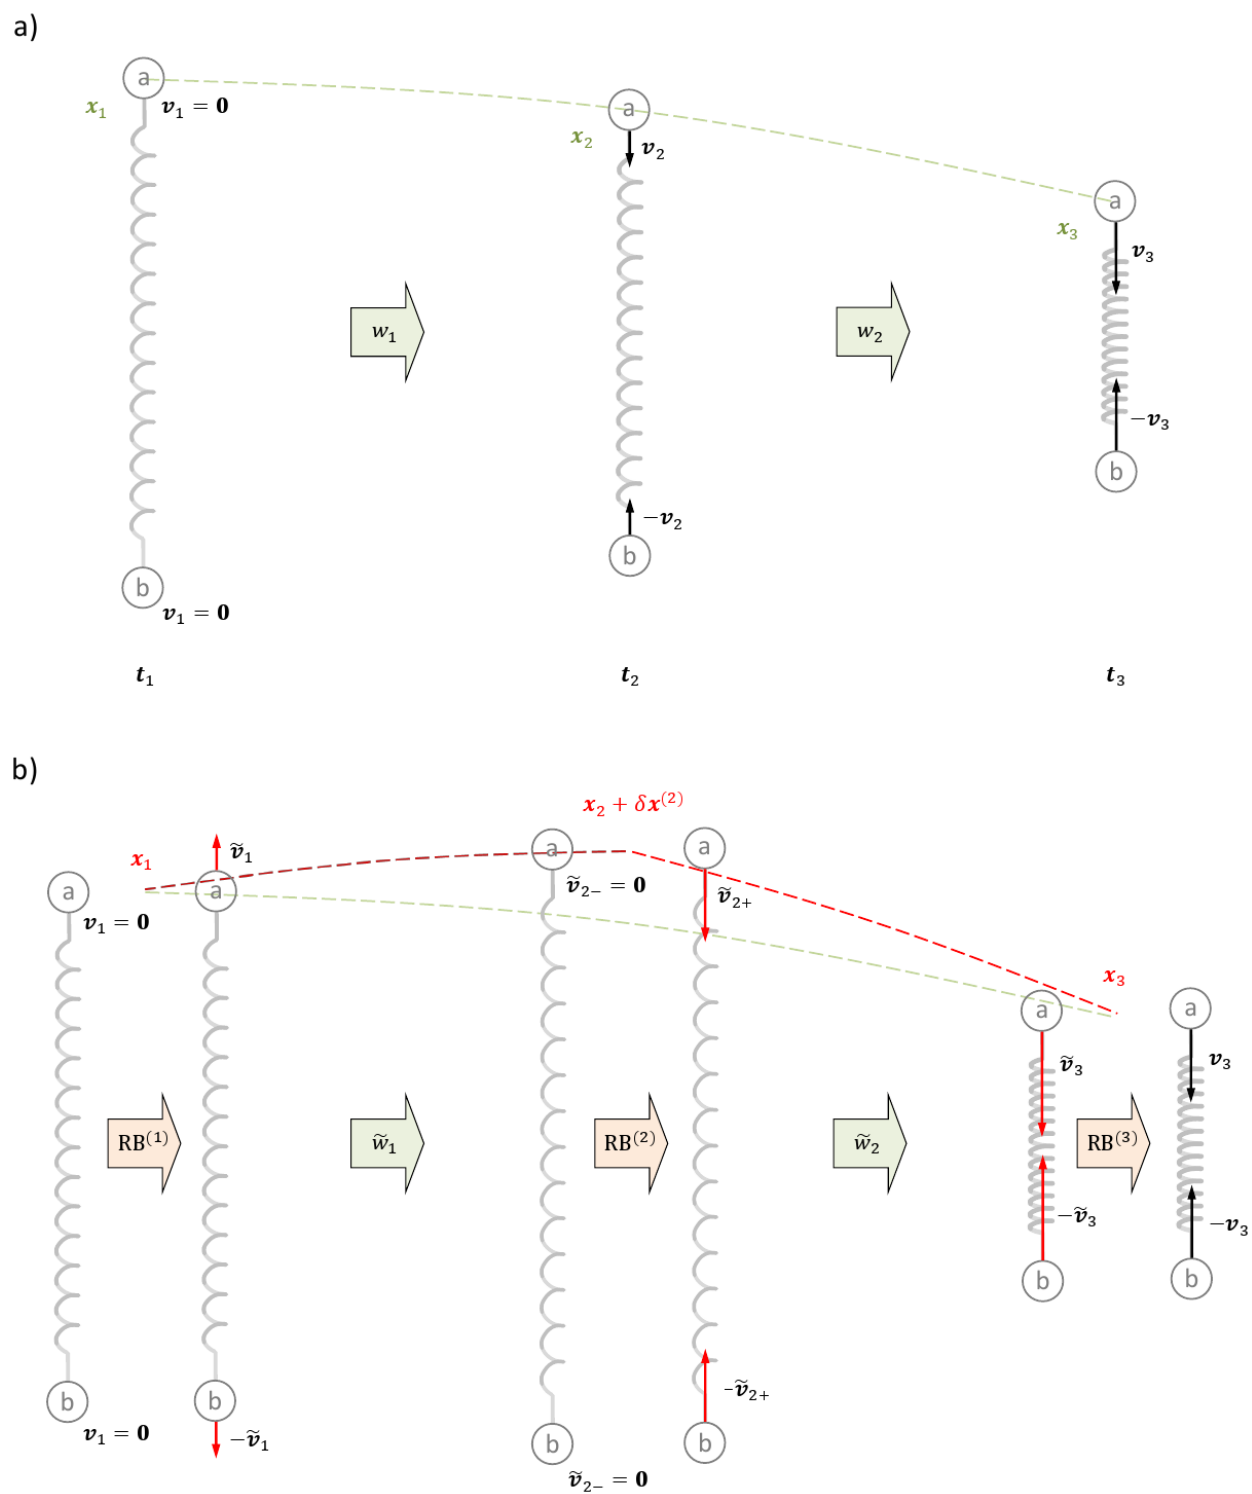 a)
a
x₁ v₁ = 0
a
x₂ v₂
a
x₃ v₃
w₁ w₂
−v₃
b
−v₂
b
b
v₁ = 0
t₁ t₂ t₃
b)
x₂ + δx⁽²⁾
x₁ ṽ₁
a a a a
v₁ = 0 ṽ₂₋ = 0 ṽ₂₊
x₃
a a
ṽ₃ v₃
RB⁽¹⁾ w̃₁ RB⁽²⁾ w̃₂ RB⁽³⁾
−ṽ₃ −v₃
b b
b b −ṽ₂₊
v₁ = 0 −ṽ₁
b b
ṽ₂₋ = 0